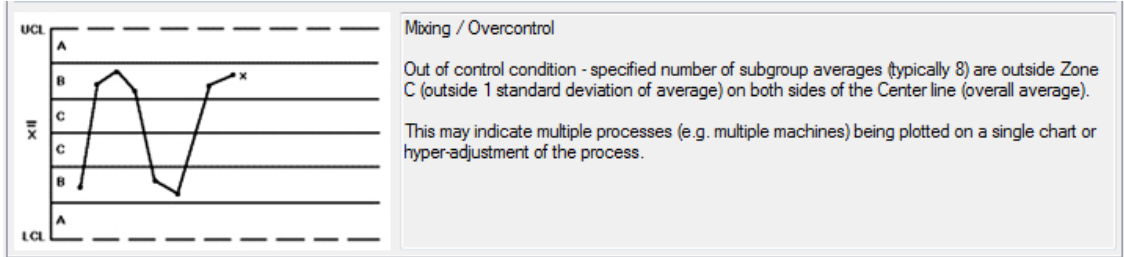 UCL
A
B
C
x̿
C
B
A
LCL
x
Mixing / Overcontrol
Out of control condition - specified number of subgroup averages (typically 8) are outside Zone
C (outside 1 standard deviation of average) on both sides of the Center line (overall average).
This may indicate multiple processes (e.g. multiple machines) being plotted on a single chart or
hyper-adjustment of the process.